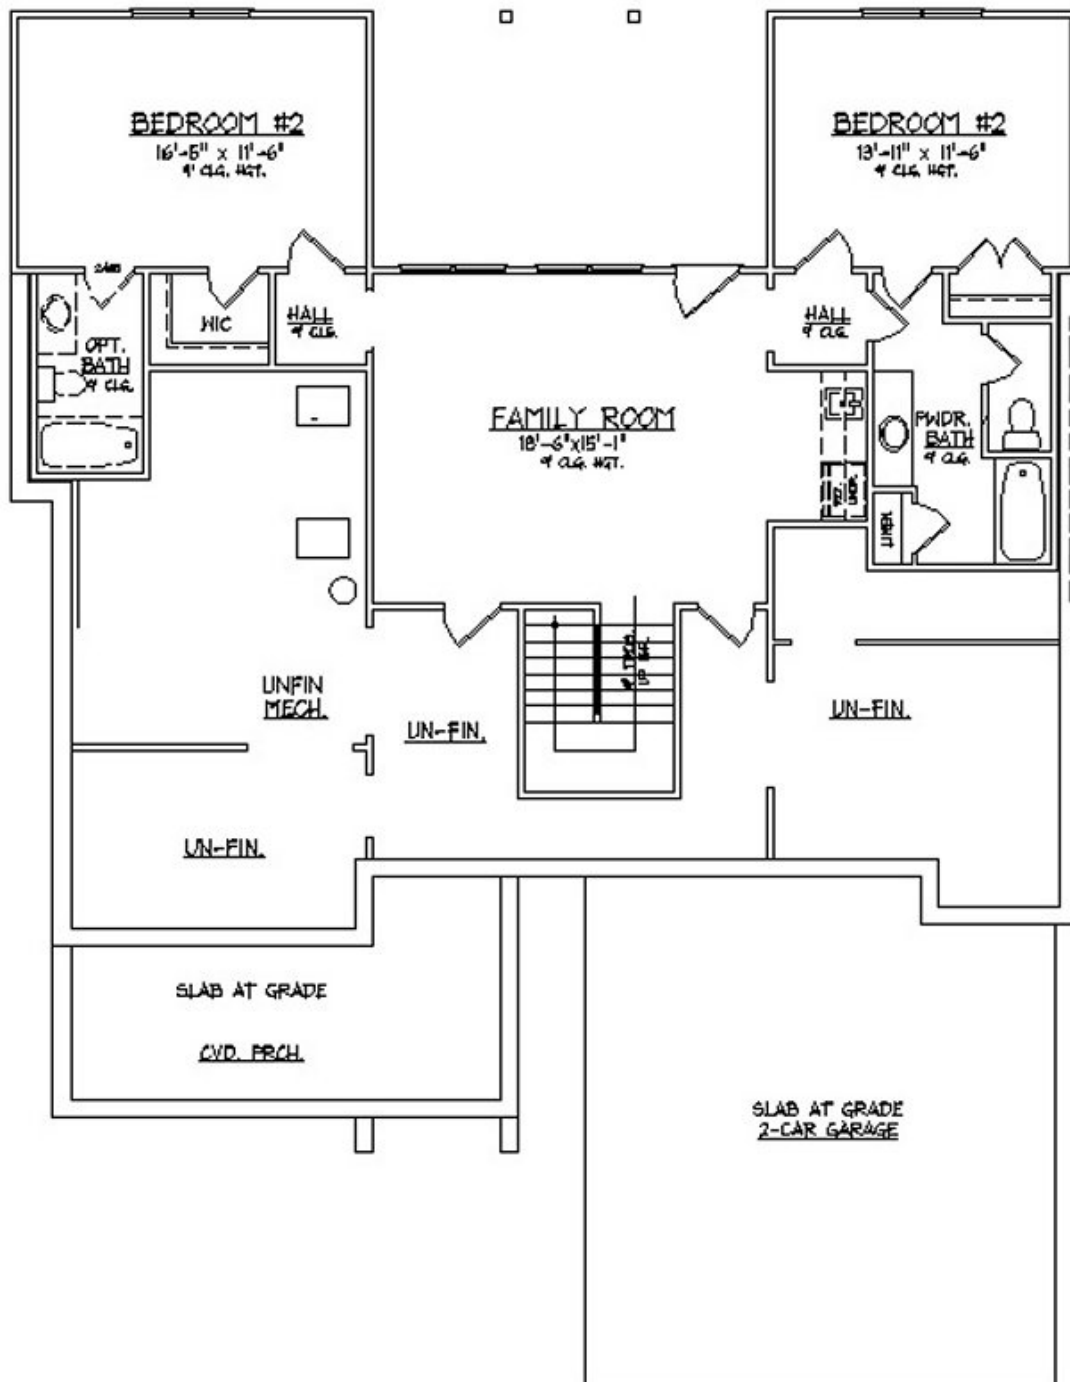 BEDROOM #2
16'-5" x 11'-6"
9' CLG. HGT.
BEDROOM #2
13'-11" x 11'-6"
9' CLG. HGT.
WIC
HALL
9' CLG.
HALL
9' CLG.
OPT.
BATH
9' CLG.
FAMILY ROOM
18'-6"x15'-1"
9' CLG. HGT.
PWDR.
BATH
9' CLG.
REF.
UNDR.
UNFIN
MECH.
UN-FIN.
UN-FIN.
UN-FIN.
SLAB AT GRADE
CVD. PRCH.
SLAB AT GRADE
2-CAR GARAGE